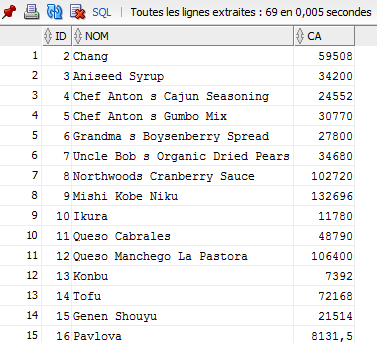 SQL | Toutes les lignes extraites : 69 en 0,005 secondes
ID NOM CA
1 2 Chang 59508
2 3 Aniseed Syrup 34200
3 4 Chef Anton s Cajun Seasoning 24552
4 5 Chef Anton s Gumbo Mix 30770
5 6 Grandma s Boysenberry Spread 27800
6 7 Uncle Bob s Organic Dried Pears 34680
7 8 Northwoods Cranberry Sauce 102720
8 9 Mishi Kobe Niku 132696
9 10 Ikura 11780
10 11 Queso Cabrales 48790
11 12 Queso Manchego La Pastora 106400
12 13 Konbu 7392
13 14 Tofu 72168
14 15 Genen Shouyu 21514
15 16 Pavlova 8131,5